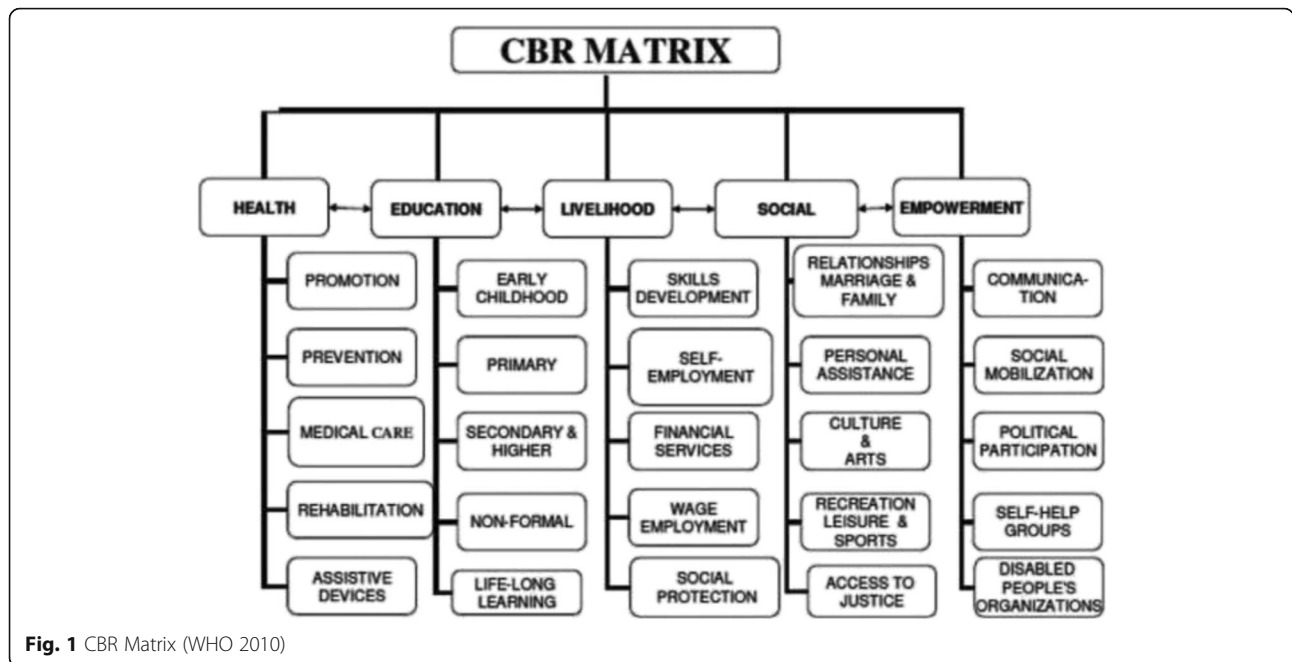 CBR MATRIX
HEALTH
EDUCATION
LIVELIHOOD
SOCIAL
EMPOWERMENT
PROMOTION
PREVENTION
MEDICAL CARE
REHABILITATION
ASSISTIVE
DEVICES
EARLY
CHILDHOOD
PRIMARY
SECONDARY &
HIGHER
NON-FORMAL
LIFE-LONG
LEARNING
SKILLS
DEVELOPMENT
SELF-
EMPLOYMENT
FINANCIAL
SERVICES
WAGE
EMPLOYMENT
SOCIAL
PROTECTION
RELATIONSHIPS
MARRIAGE &
FAMILY
PERSONAL
ASSISTANCE
CULTURE
&
ARTS
RECREATION
LEISURE &
SPORTS
ACCESS TO
JUSTICE
COMMUNICA-
TION
SOCIAL
MOBILIZATION
POLITICAL
PARTICIPATION
SELF-HELP
GROUPS
DISABLED
PEOPLE'S
ORGANIZATIONS
Fig. 1 CBR Matrix (WHO 2010)